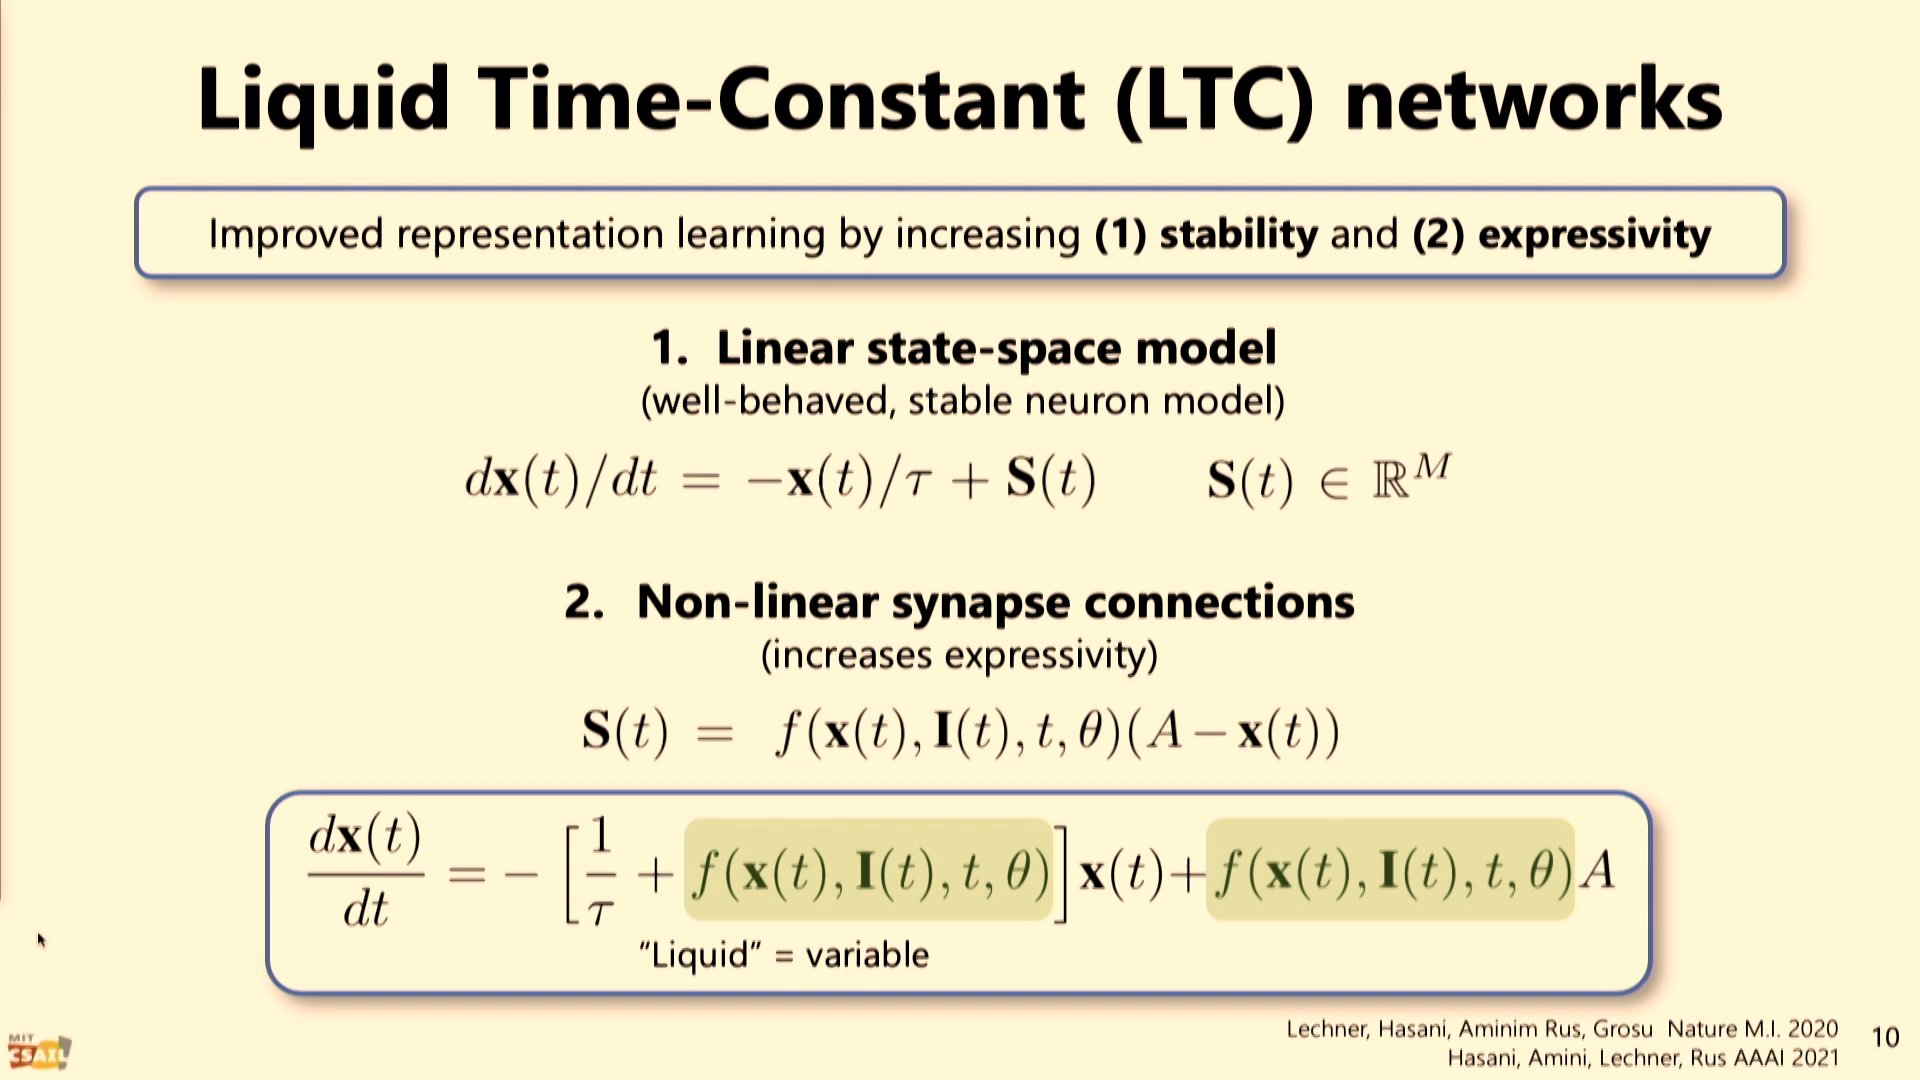 Liquid Time-Constant (LTC) networks
Improved representation learning by increasing (1) stability and (2) expressivity
1. Linear state-space model
(well-behaved, stable neuron model)
dx(t)/dt = −x(t)/τ + S(t)    S(t) ∈ ℝ^M
2. Non-linear synapse connections
(increases expressivity)
S(t) = f(x(t), I(t), t, θ)(A − x(t))
dx(t)/dt = − [1/τ + f(x(t), I(t), t, θ)] x(t) + f(x(t), I(t), t, θ) A
"Liquid" = variable
Lechner, Hasani, Aminim Rus, Grosu Nature M.I. 2020
Hasani, Amini, Lechner, Rus AAAI 2021
10
MIT
CSAIL